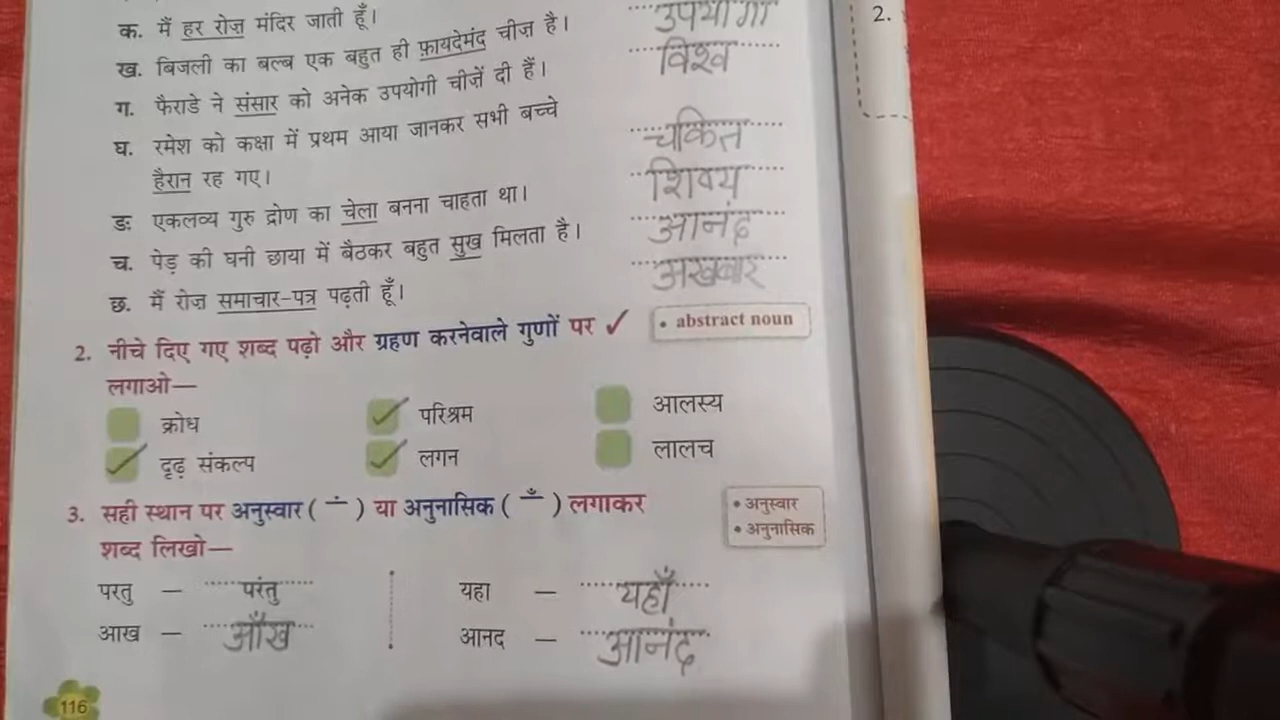 क. मैं हर रोज़ मंदिर जाती हूँ।
उपयोगी
ख. बिजली का बल्ब एक बहुत ही फ़ायदेमंद चीज़ है।
विश्व
ग. फैराडे ने संसार को अनेक उपयोगी चीज़ें दी हैं।
घ. रमेश को कक्षा में प्रथम आया जानकर सभी बच्चे
चकित
हैरान रह गए।
शिष्य
ङ. एकलव्य गुरु द्रोण का चेला बनना चाहता था।
आनंद
च. पेड़ की घनी छाया में बैठकर बहुत सुख मिलता है।
अखबार
छ. मैं रोज़ समाचार-पत्र पढ़ती हूँ।
2. नीचे दिए गए शब्द पढ़ो और ग्रहण करनेवाले गुणों पर ✓
• abstract noun
लगाओ—
क्रोध परिश्रम आलस्य
दृढ़ संकल्प लगन लालच
3. सही स्थान पर अनुस्वार ( ं ) या अनुनासिक ( ँ ) लगाकर
• अनुस्वार
• अनुनासिक
शब्द लिखो—
परतु — परंतु यहा — यहाँ
आख — आँख आनद — आनंद
116
2.